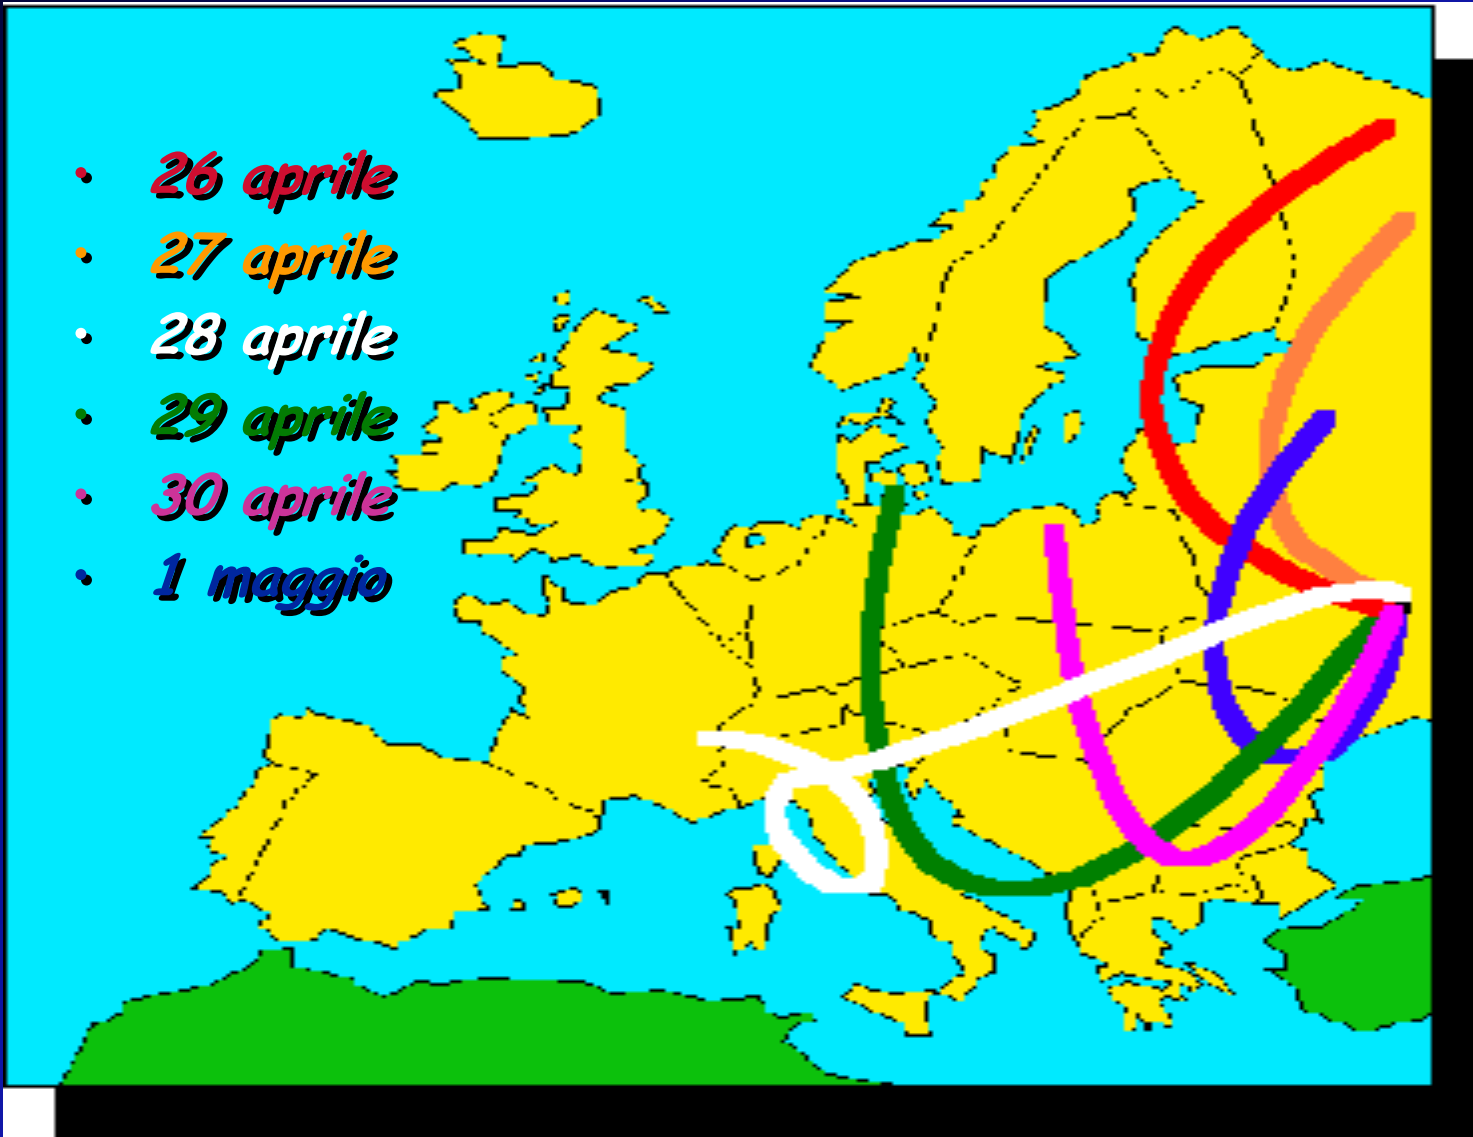 • 26 aprile
• 27 aprile
• 28 aprile
• 29 aprile
• 30 aprile
• 1 maggio